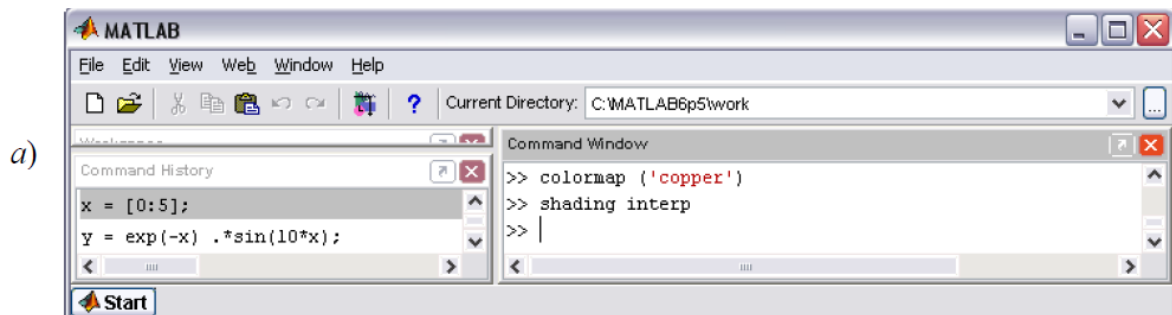 a)
MATLAB
File Edit View Web Window Help
? Current Directory: C:\MATLAB6p5\work ...
Workspace
Command History
x = [0:5];
y = exp(-x) .*sin(10*x);
Command Window
>> colormap ('copper')
>> shading interp
>>
Start